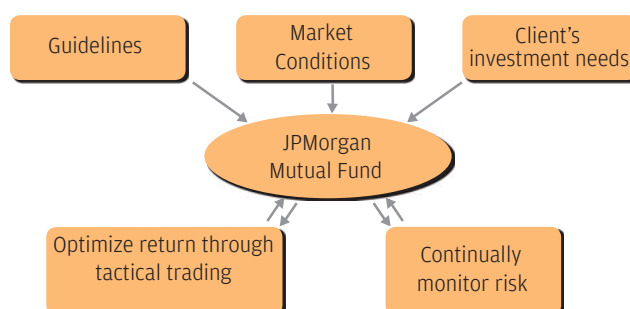 Guidelines
Market
Conditions
Client's
investment needs
JPMorgan
Mutual Fund
Optimize return through
tactical trading
Continually
monitor risk